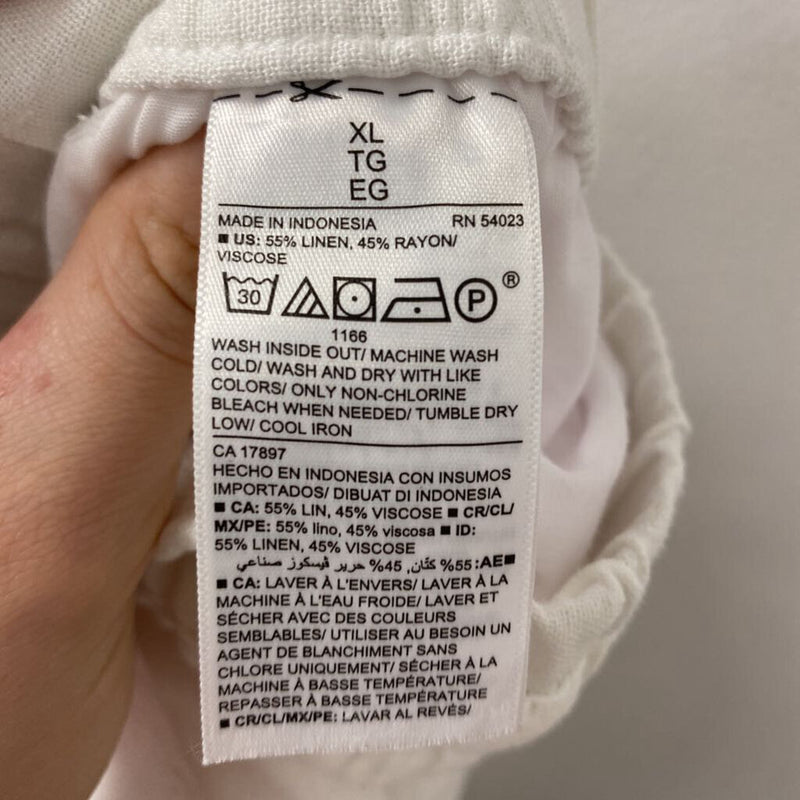 XL
TG
EG
MADE IN INDONESIA RN 54023
■ US: 55% LINEN, 45% RAYON/
VISCOSE
30 P ®
1166
WASH INSIDE OUT/ MACHINE WASH
COLD/ WASH AND DRY WITH LIKE
COLORS/ ONLY NON-CHLORINE
BLEACH WHEN NEEDED/ TUMBLE DRY
LOW/ COOL IRON
CA 17897
HECHO EN INDONESIA CON INSUMOS
IMPORTADOS/ DIBUAT DI INDONESIA
■ CA: 55% LIN, 45% VISCOSE ■ CR/CL/
MX/PE: 55% lino, 45% viscosa ■ ID:
55% LINEN, 45% VISCOSE
■AE: 55% كتّان, 45% حرير ڤيسكوز صناعي
■ CA: LAVER À L'ENVERS/ LAVER À LA
MACHINE À L'EAU FROIDE/ LAVER ET
SÉCHER AVEC DES COULEURS
SEMBLABLES/ UTILISER AU BESOIN UN
AGENT DE BLANCHIMENT SANS
CHLORE UNIQUEMENT/ SÉCHER À LA
MACHINE À BASSE TEMPÉRATURE/
REPASSER À BASSE TEMPÉRATURE
■ CR/CL/MX/PE: LAVAR AL REVÉS/